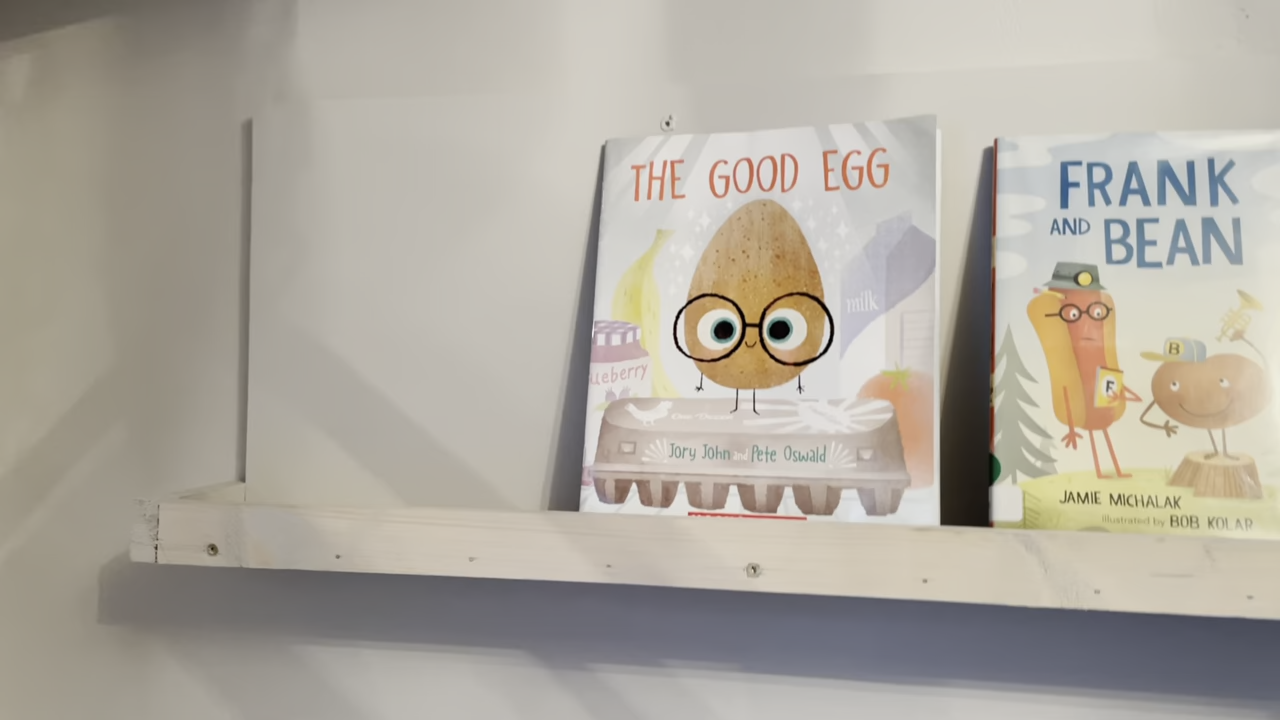 THE GOOD EGG
milk
ueberry
Jory John and Pete Oswald
FRANK
AND BEAN
B
F
JAMIE MICHALAK
illustrated by BOB KOLAR